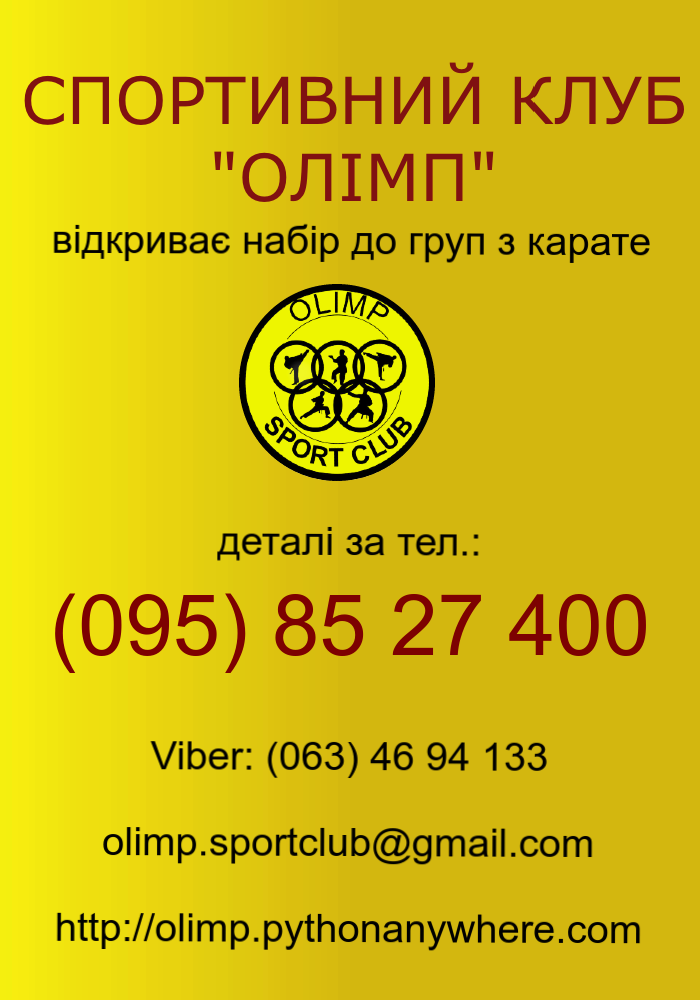 СПОРТИВНИЙ КЛУБ
"ОЛІМП"
відкриває набір до груп з карате
OLIMP
SPORT CLUB
деталі за тел.:
(095) 85 27 400
Viber: (063) 46 94 133
olimp.sportclub@gmail.com
http://olimp.pythonanywhere.com